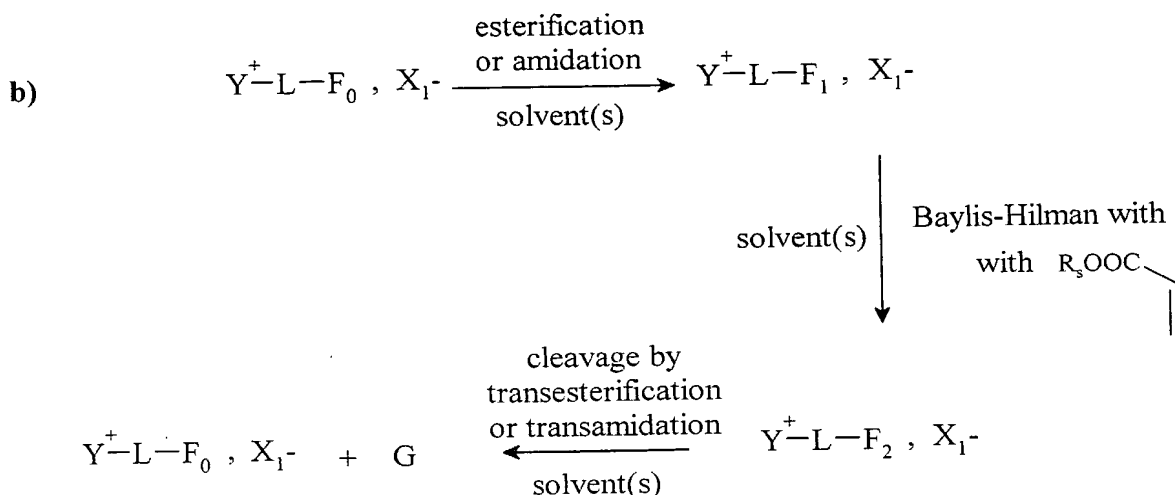 esterification
or amidation
b) Y⁺—L—F₀ , X₁- Y⁺—L—F₁ , X₁-
solvent(s)
Baylis-Hilman with
solvent(s)
with RₛOOC
cleavage by
transesterification
or transamidation
Y⁺—L—F₀ , X₁- + G Y⁺—L—F₂ , X₁-
solvent(s)